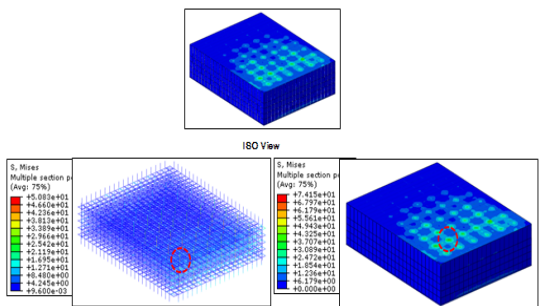 ISO View
S, Mises
Multiple section p
(Avg: 75%)
+5.083e+01
+4.660e+01
+4.236e+01
+3.813e+01
+3.389e+01
+2.966e+01
+2.542e+01
+2.119e+01
+1.695e+01
+1.271e+01
+8.480e+00
+4.245e+00
+9.600e-03
S, Mises
Multiple section p
(Avg: 75%)
+7.415e+01
+6.797e+01
+6.179e+01
+5.561e+01
+4.943e+01
+4.325e+01
+3.707e+01
+3.089e+01
+2.472e+01
+1.854e+01
+1.236e+01
+6.179e+00
+0.000e+00